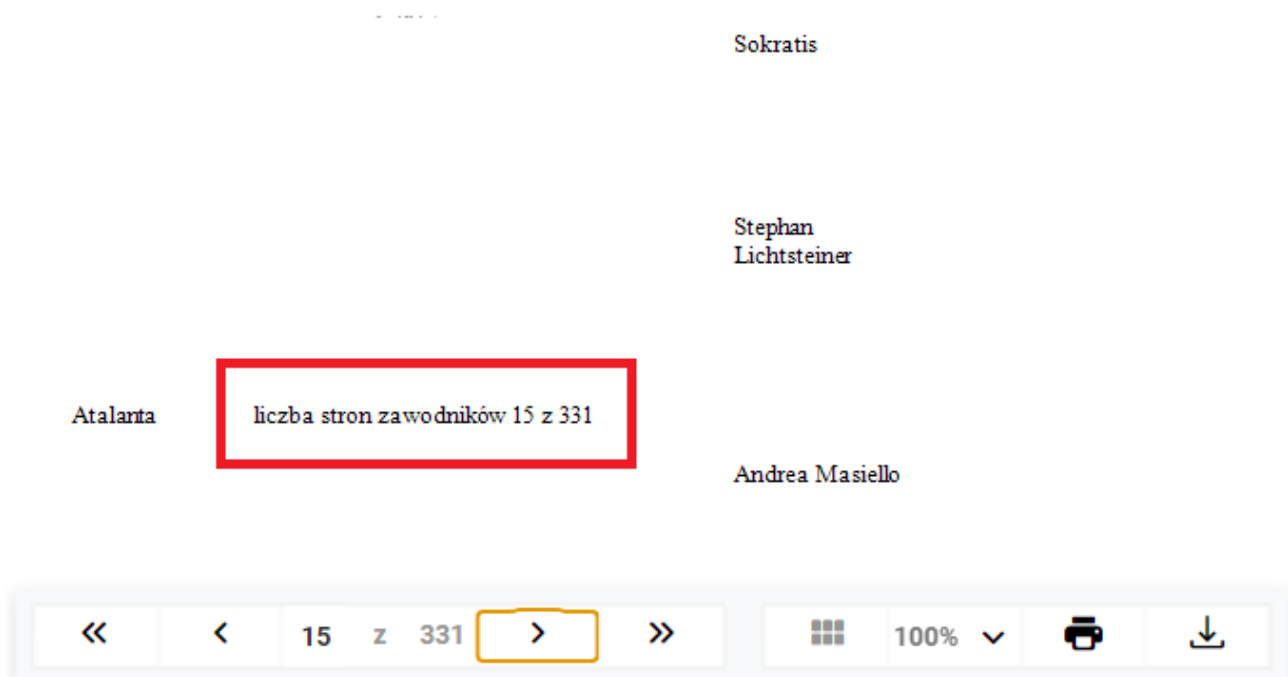 Sokratis
Stephan
Lichtsteiner
Atalanta
liczba stron zawodników 15 z 331
Andrea Masiello
15 z 331
100%